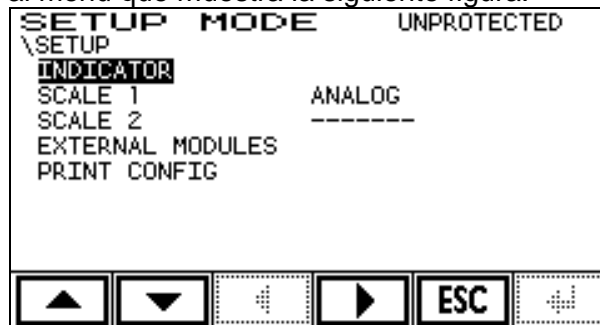 al menú que muestra la siguiente figura.
SETUP MODE UNPROTECTED
\SETUP
INDICATOR
SCALE 1 ANALOG
SCALE 2 -------
EXTERNAL MODULES
PRINT CONFIG
ESC